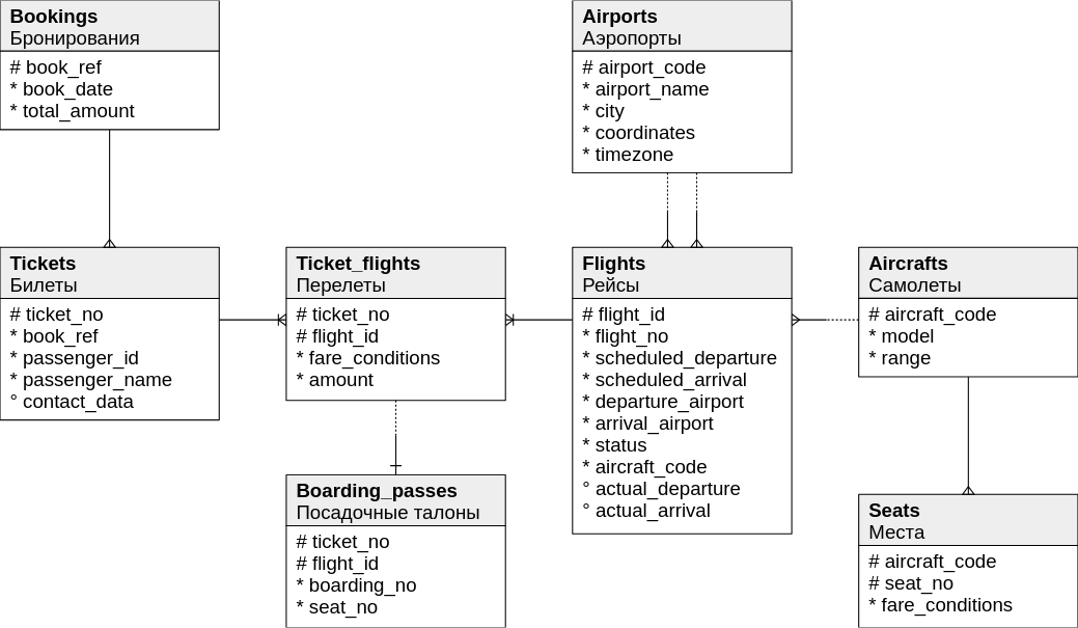 Bookings
Бронирования
# book_ref
* book_date
* total_amount
Airports
Аэропорты
# airport_code
* airport_name
* city
* coordinates
* timezone
Tickets
Билеты
# ticket_no
* book_ref
* passenger_id
* passenger_name
° contact_data
Ticket_flights
Перелеты
# ticket_no
# flight_id
* fare_conditions
* amount
Flights
Рейсы
# flight_id
* flight_no
* scheduled_departure
* scheduled_arrival
* departure_airport
* arrival_airport
* status
* aircraft_code
° actual_departure
° actual_arrival
Aircrafts
Самолеты
# aircraft_code
* model
* range
Boarding_passes
Посадочные талоны
# ticket_no
# flight_id
* boarding_no
* seat_no
Seats
Места
# aircraft_code
# seat_no
* fare_conditions